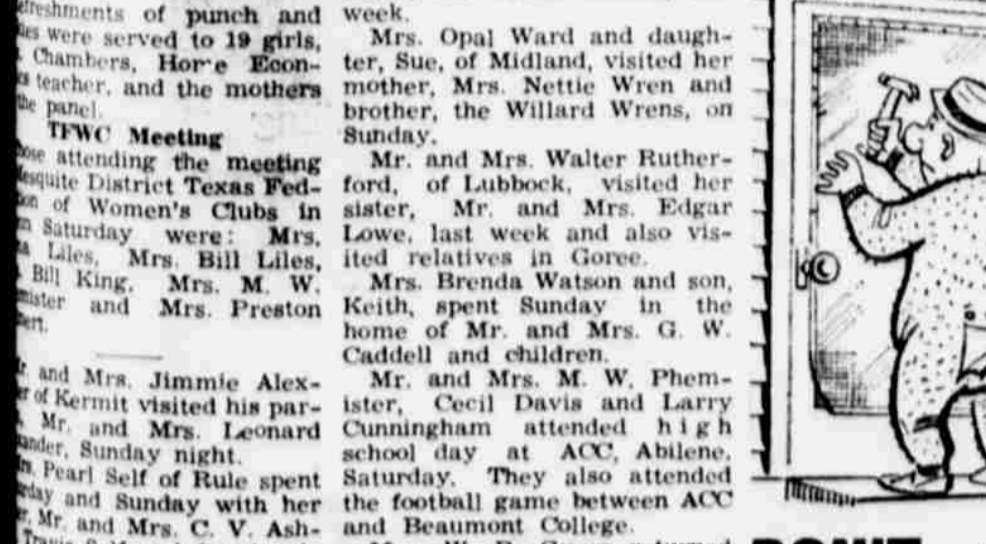 freshments of punch and
were served to 19 girls,
Chambers, Home Econ-
teacher, and the mothers
the panel.
TFWC Meeting
attending the meeting
Mesquite District Texas Fed-
of Women's Clubs in
Saturday were: Mrs.
Liles, Mrs. Bill Liles,
Bill King, Mrs. M. W.
and Mrs. Preston
and Mrs. Jimmie Alex-
of Kermit visited his par-
Mr. and Mrs. Leonard
ander, Sunday night.
Pearl Self of Rule spent
and Sunday with her
Mr. and Mrs. C. V. Ash-
week.
Mrs. Opal Ward and daugh-
ter, Sue, of Midland, visited her
mother, Mrs. Nettie Wren and
brother, the Willard Wrens, on
Sunday.
Mr. and Mrs. Walter Ruther-
ford, of Lubbock, visited her
sister, Mr. and Mrs. Edgar
Lowe, last week and also vis-
ited relatives in Goree.
Mrs. Brenda Watson and son,
Keith, spent Sunday in the
home of Mr. and Mrs. G. W.
Caddell and children.
Mr. and Mrs. M. W. Phem-
ister, Cecil Davis and Larry
Cunningham attended high
school day at ACC, Abilene,
Saturday. They also attended
the football game between ACC
and Beaumont College.